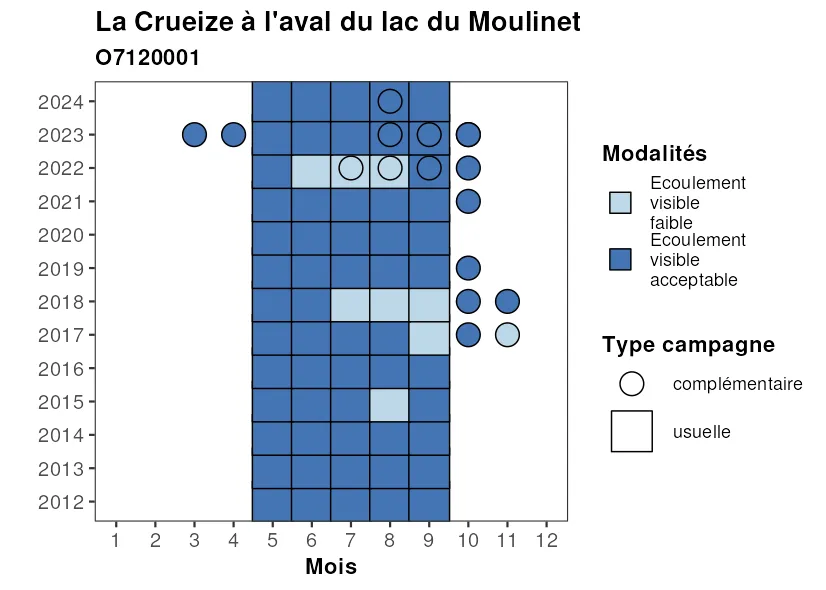 La Crueize à l'aval du lac du Moulinet
O7120001
2024
2023
2022
2021
2020
2019
2018
2017
2016
2015
2014
2013
2012
1 2 3 4 5 6 7 8 9 10 11 12
Mois
Modalités
Ecoulement
visible
faible
Ecoulement
visible
acceptable
Type campagne
complémentaire
usuelle